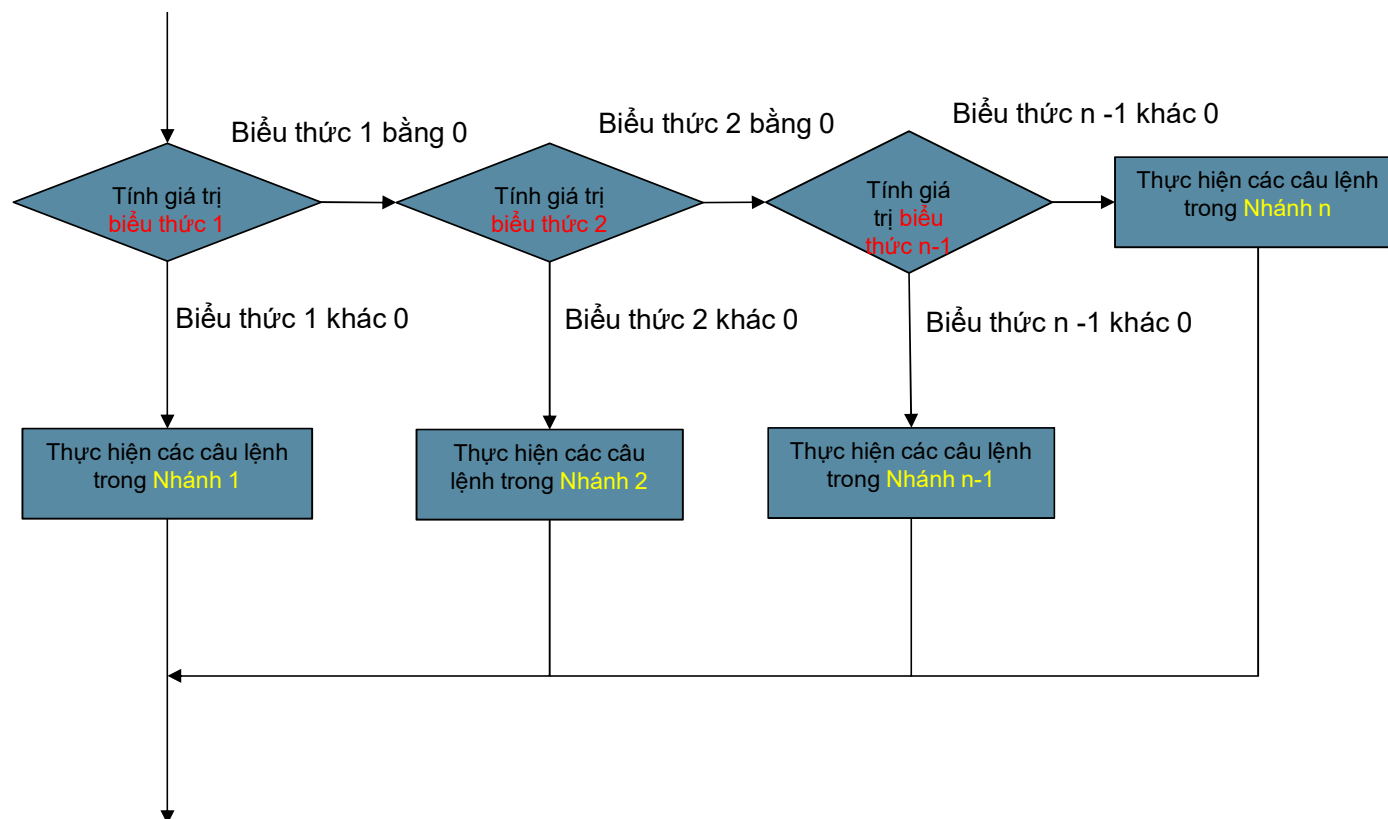 Biểu thức 1 bằng 0
Biểu thức 2 bằng 0
Biểu thức n -1 khác 0
Tính giá trị
biểu thức 1
Tính giá trị
biểu thức 2
Tính giá
trị biểu
thức n-1
Thực hiện các câu lệnh
trong Nhánh n
Biểu thức 1 khác 0
Biểu thức 2 khác 0
Biểu thức n -1 khác 0
Thực hiện các câu lệnh
trong Nhánh 1
Thực hiện các câu
lệnh trong Nhánh 2
Thực hiện các câu lệnh
trong Nhánh n-1